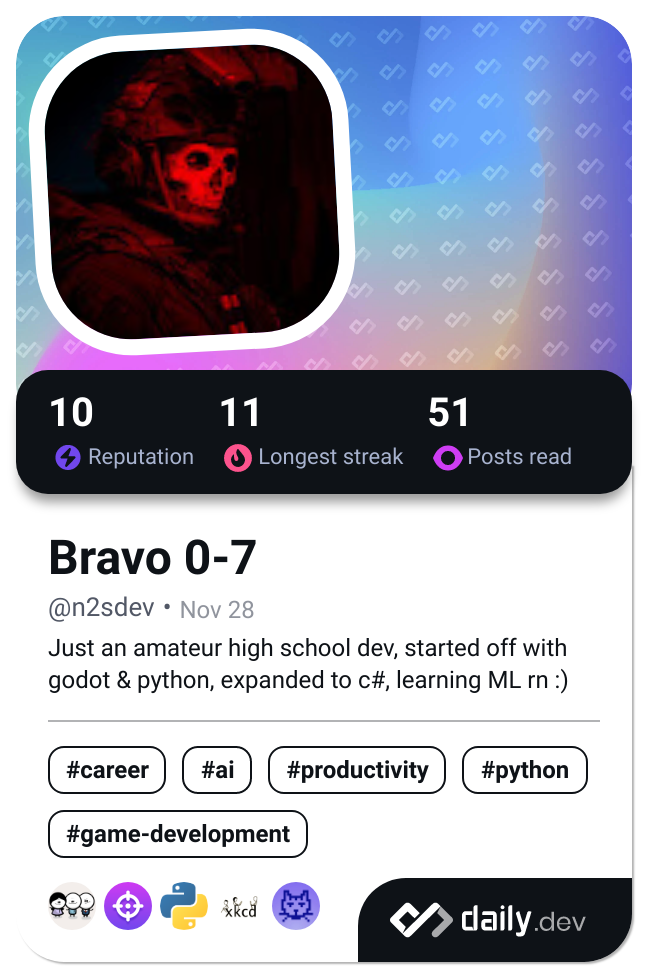 10 11 51
Reputation Longest streak Posts read
Bravo 0-7
@n2sdev • Nov 28
Just an amateur high school dev, started off with
godot & python, expanded to c#, learning ML rn :)
#career #ai #productivity #python
#game-development
xkcd
daily.dev